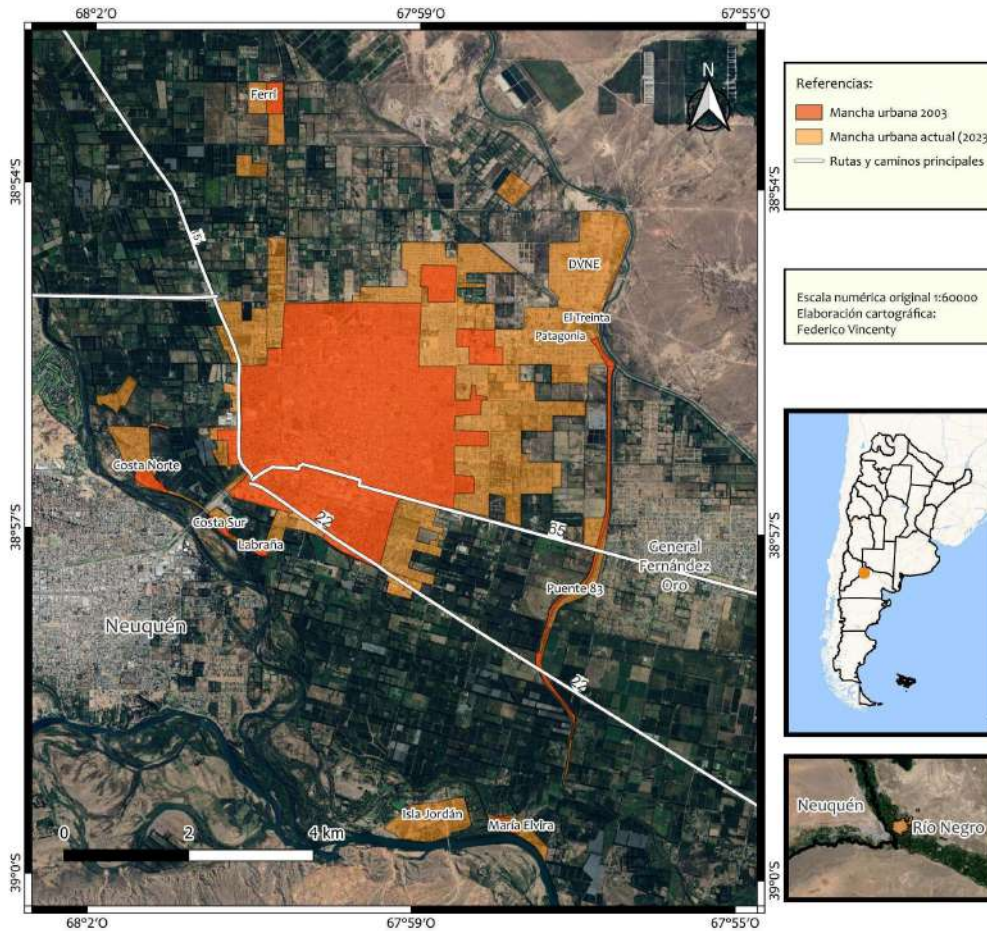 68°2'O
67°59'O
67°55'O
Ferri
N
38°54'S
38°54'S
Referencias:
Mancha urbana 2003
Mancha urbana actual (2023
Rutas y caminos principales
DVNE
El Treinta
Patagonia
Escala numérica original 1:60000
Elaboración cartográfica:
Federico Vincenty
Costa Norte
Costa Sur
22
Labraña
65
38°57'S
38°57'S
General
Fernández
Oro
Puente 83
Neuquén
22
Isla Jordán
María Elvira
0
2
4 km
39°0'S
39°0'S
68°2'O
67°59'O
67°55'O
Neuquén
Río Negro